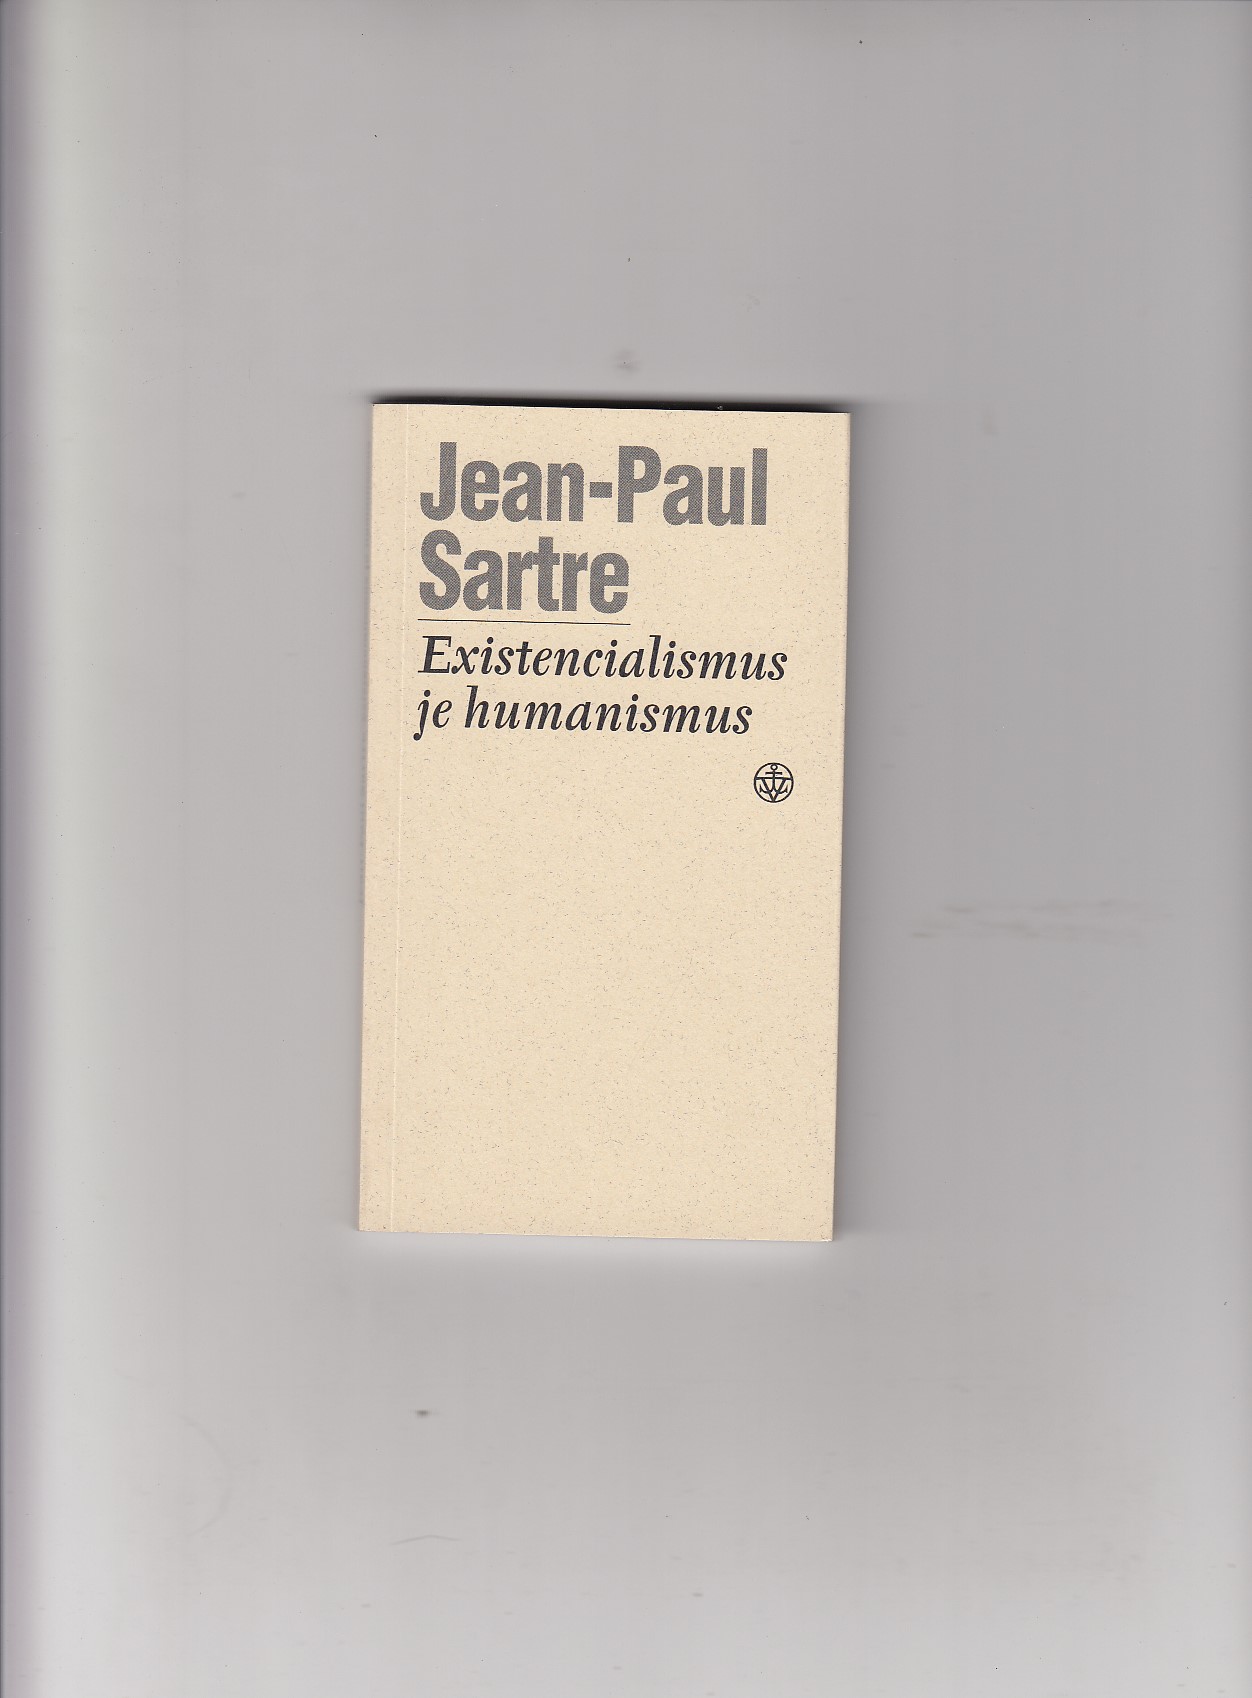 Jean-Paul
Sartre
Existencialismus
je humanismus